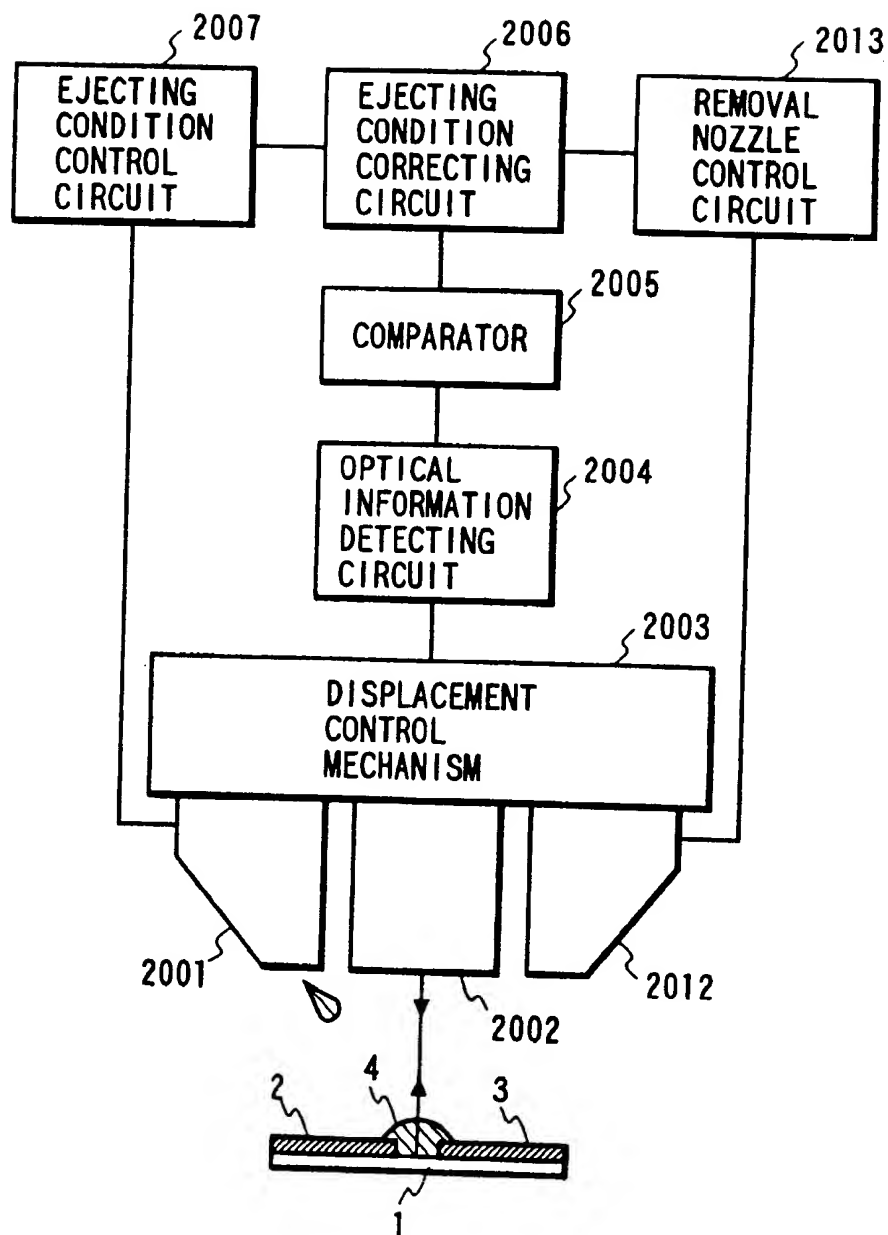 2007
2006
2013
EJECTING
CONDITION
CONTROL
CIRCUIT
EJECTING
CONDITION
CORRECTING
CIRCUIT
REMOVAL
NOZZLE
CONTROL
CIRCUIT
2005
COMPARATOR
2004
OPTICAL
INFORMATION
DETECTING
CIRCUIT
2003
DISPLACEMENT
CONTROL
MECHANISM
2001
2002
2012
2
4
3
1